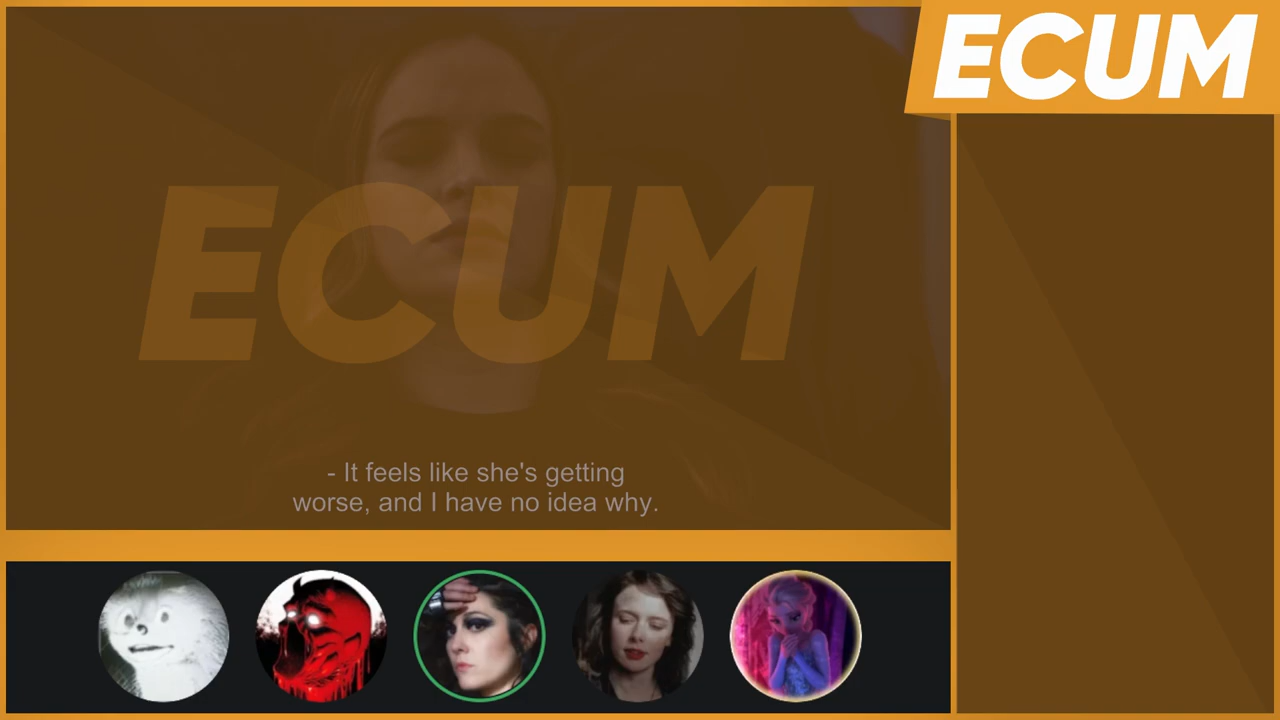 ECUM
ECUM
- It feels like she's getting
worse, and I have no idea why.